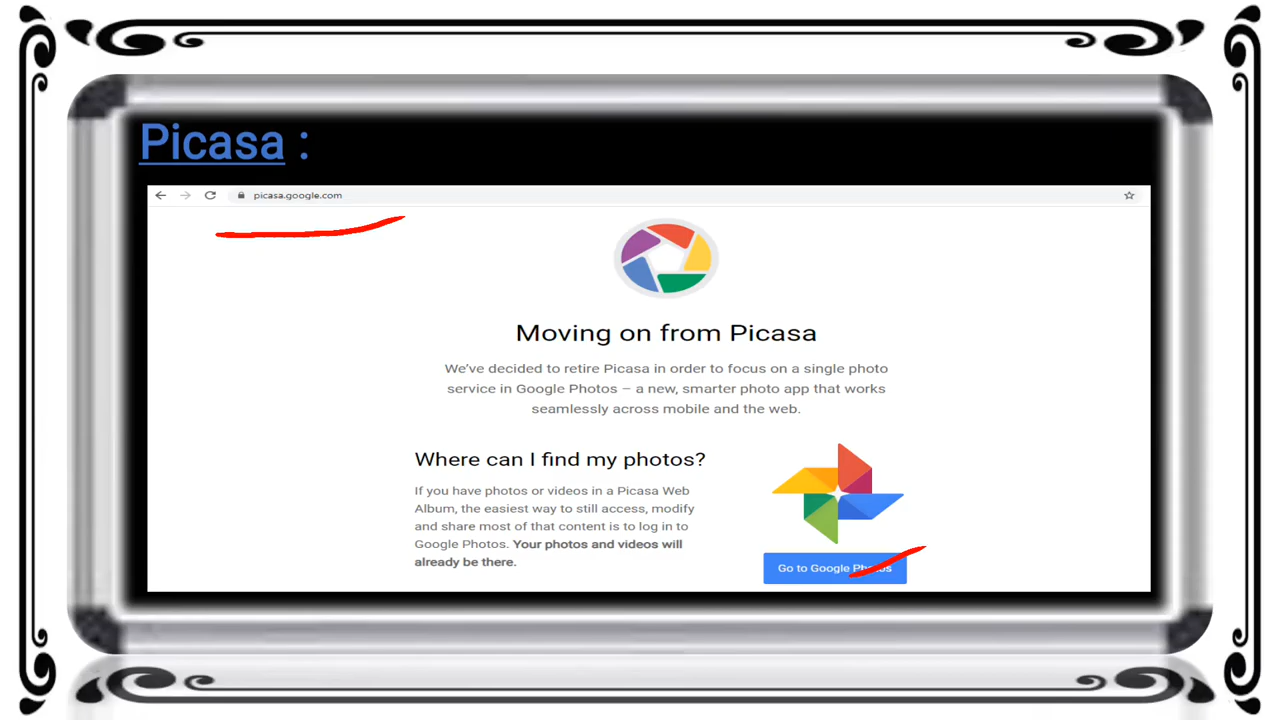 Picasa :
picasa.google.com
Moving on from Picasa
We've decided to retire Picasa in order to focus on a single photo
service in Google Photos – a new, smarter photo app that works
seamlessly across mobile and the web.
Where can I find my photos?
If you have photos or videos in a Picasa Web
Album, the easiest way to still access, modify
and share most of that content is to log in to
Google Photos. Your photos and videos will
already be there.
Go to Google Photos